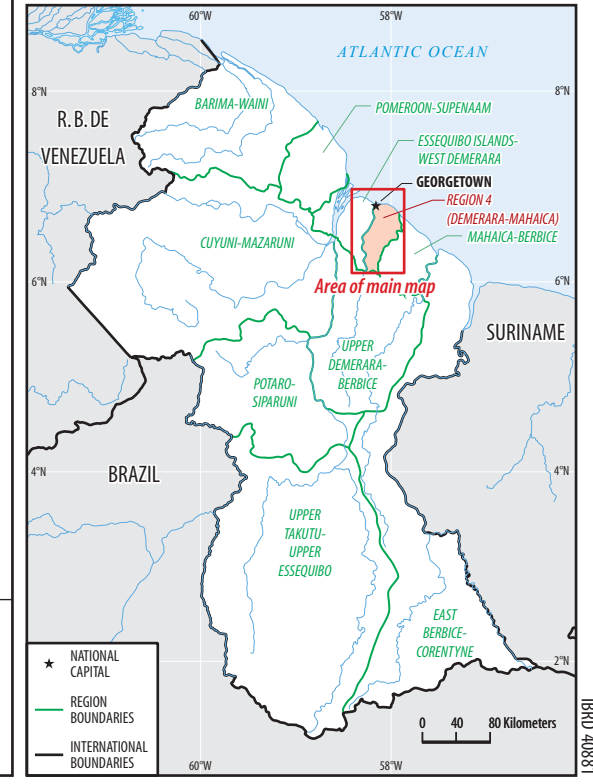 60°W
58°W
ATLANTIC OCEAN
8°N
8°N
BARIMA-WAINI
POMEROON-SUPENAAM
R.B. DE
VENEZUELA
ESSEQUIBO ISLANDS-
WEST DEMERARA
GEORGETOWN
REGION 4
(DEMERARA-MAHAICA)
MAHAICA-BERBICE
CUYUNI-MAZARUNI
6°N
6°N
Area of main map
SURINAME
UPPER
DEMERARA-
BERBICE
POTARO-
SIPARUNI
4°N
4°N
BRAZIL
UPPER
TAKUTU-
UPPER
ESSEQUIBO
EAST
BERBICE-
CORENTYNE
2°N
NATIONAL
CAPITAL
REGION
BOUNDARIES
INTERNATIONAL
BOUNDARIES
0 40 80 Kilometers
60°W
58°W
IBRD 40881